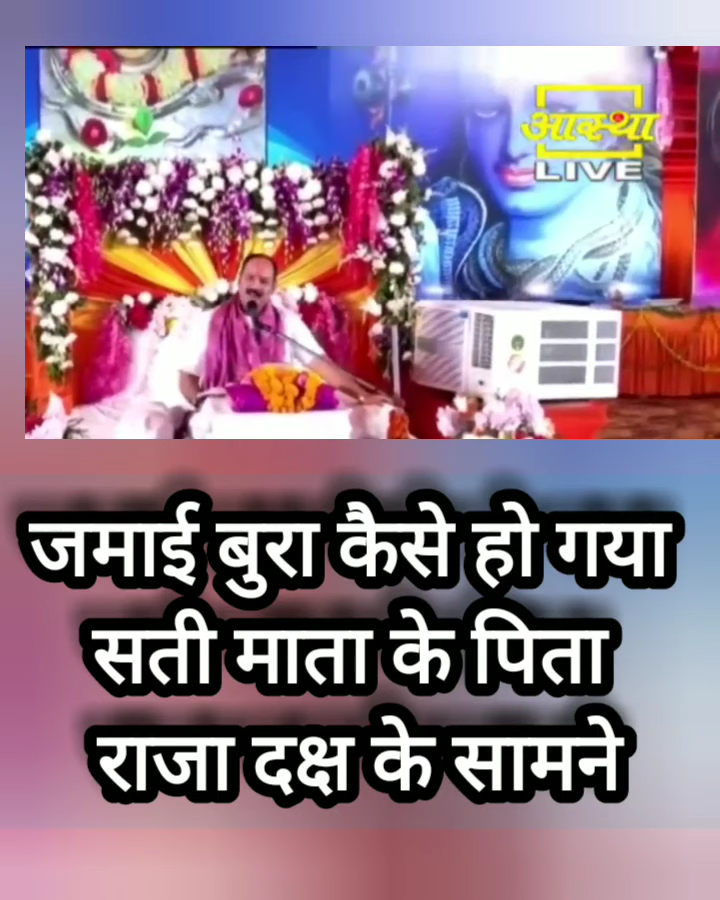 आस्था
LIVE
जमाई बुरा कैसे हो गया
सती माता के पिता
राजा दक्ष के सामने